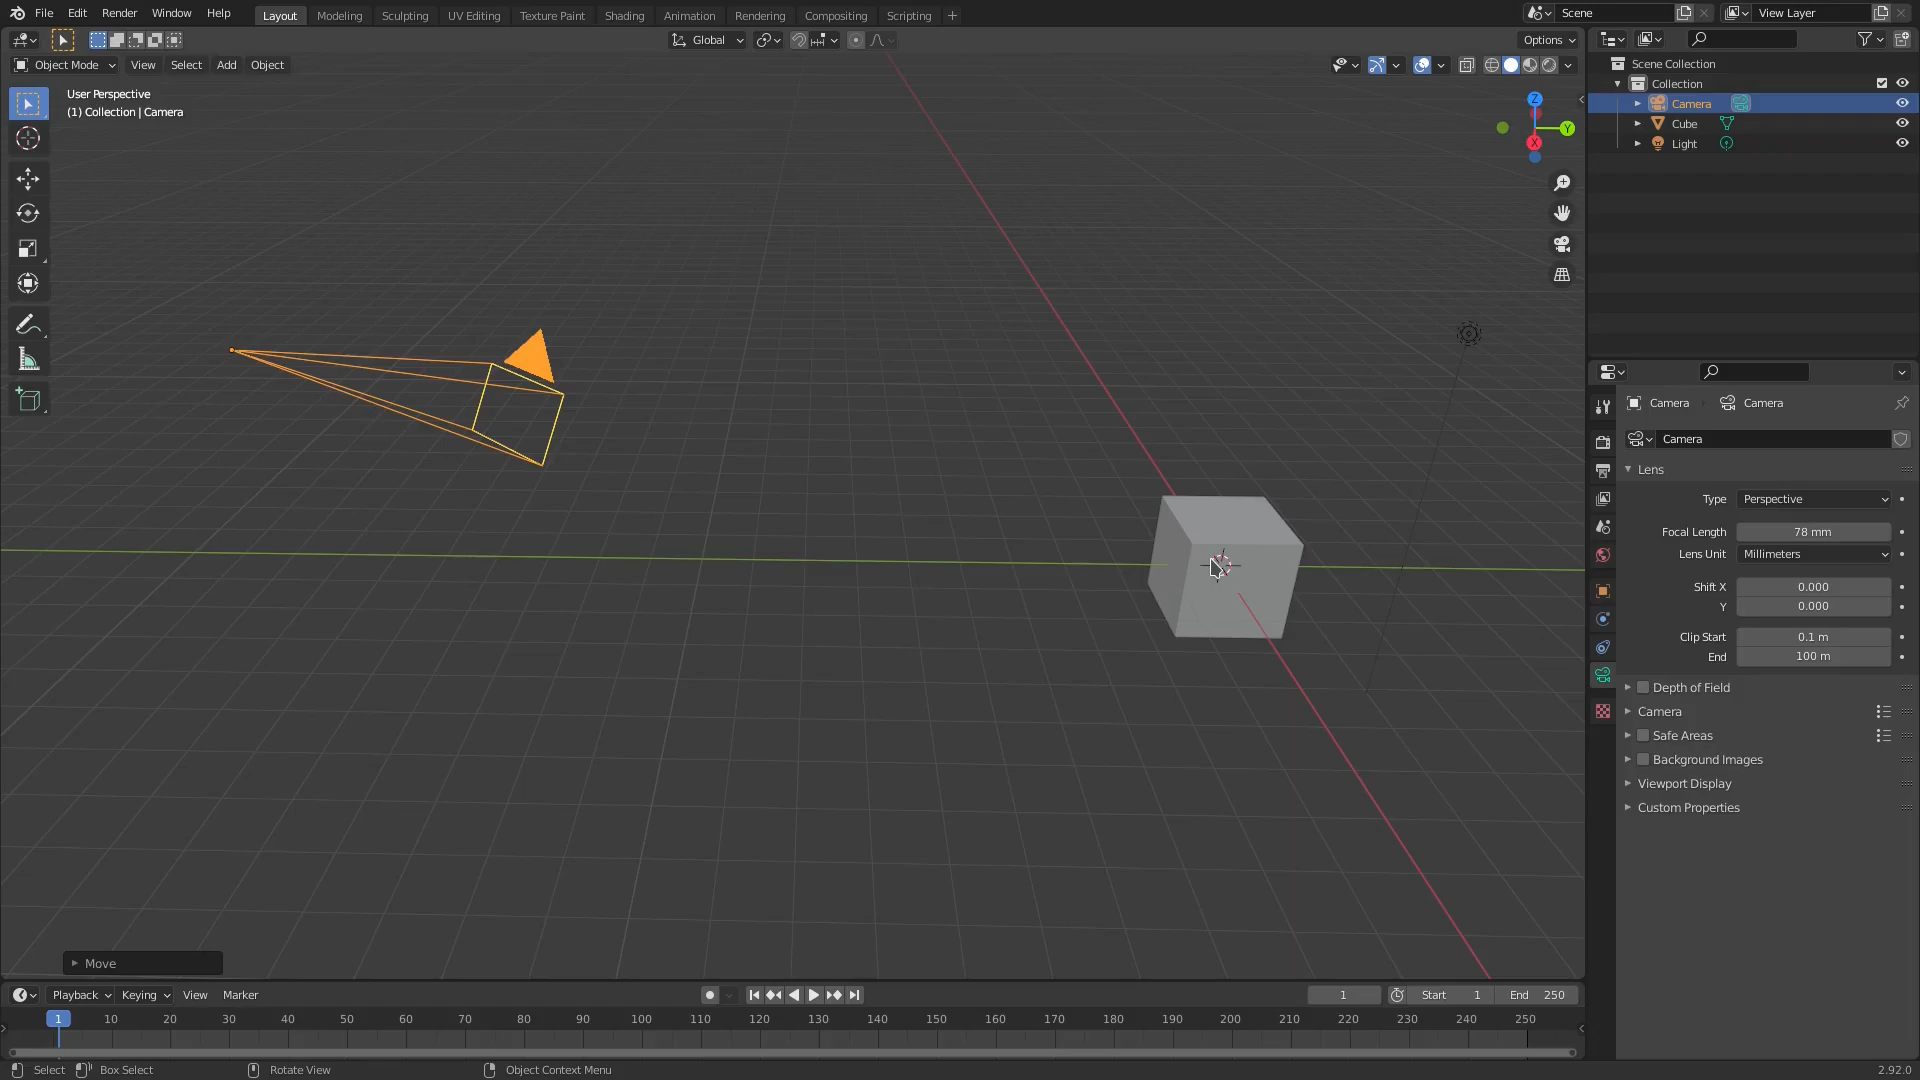 File Edit Render Window Help Layout Modeling Sculpting UV Editing Texture Paint Shading Animation Rendering Compositing Scripting + Scene View Layer
Global Options
Object Mode View Select Add Object
User Perspective
(1) Collection | Camera
Z
Y
X
Scene Collection
Collection
Camera
Cube
Light
Camera Camera
Camera
Lens
Type Perspective
Focal Length 78 mm
Lens Unit Millimeters
Shift X 0.000
Y 0.000
Clip Start 0.1 m
End 100 m
Depth of Field
Camera
Safe Areas
Background Images
Viewport Display
Custom Properties
Move
Playback Keying View Marker 1 Start 1 End 250
1 10 20 30 40 50 60 70 80 90 100 110 120 130 140 150 160 170 180 190 200 210 220 230 240 250
Select Box Select Rotate View Object Context Menu 2.92.0